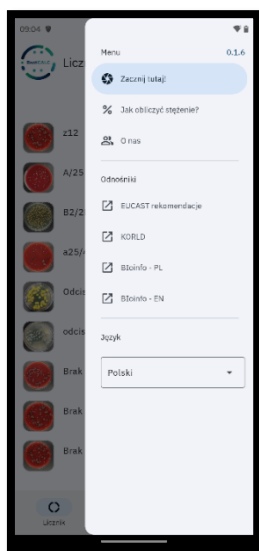 09:04
Menu
0.1.6
Licz
Zacznij tutaj!
Jak obliczyć stężenie?
O nas
Odnośniki
EUCAST rekomendacje
KORLD
BIoinfo - PL
BIoinfo - EN
Język
Polski
z12
A/25
B2/2
a25/
Odcis
odcis
Brak
Brak
Brak
Licznik